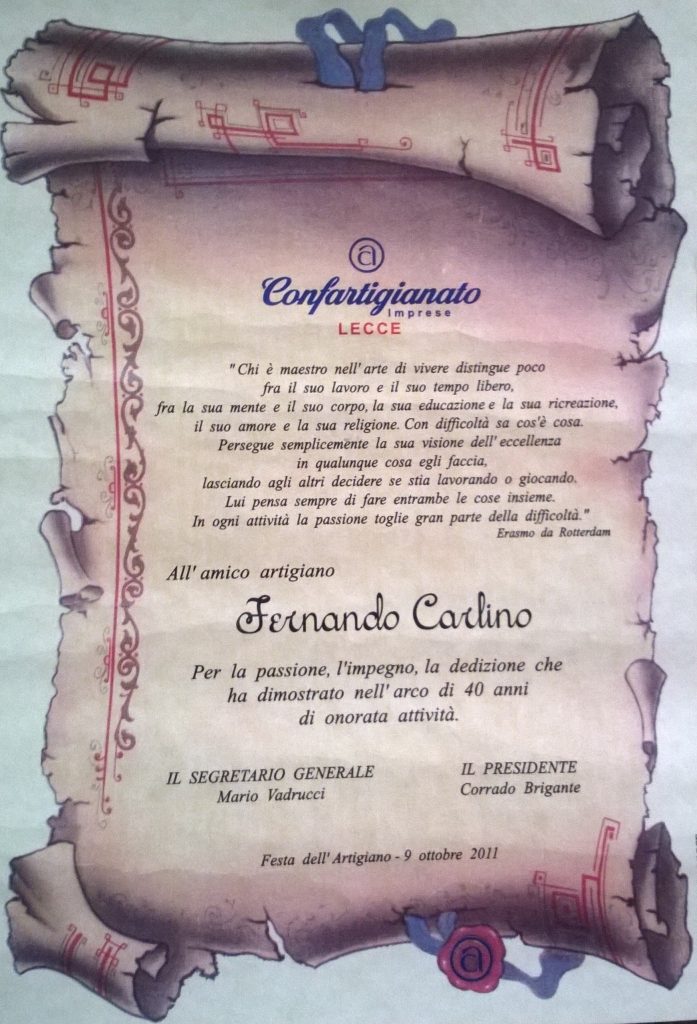 a
Confartigianato
Imprese
LECCE
"Chi è maestro nell'arte di vivere distingue poco
fra il suo lavoro e il suo tempo libero,
fra la sua mente e il suo corpo, la sua educazione e la sua ricreazione,
il suo amore e la sua religione. Con difficoltà sa cos'è cosa.
Persegue semplicemente la sua visione dell'eccellenza
in qualunque cosa egli faccia,
lasciando agli altri decidere se stia lavorando o giocando.
Lui pensa sempre di fare entrambe le cose insieme.
In ogni attività la passione toglie gran parte della difficoltà."
Erasmo da Rotterdam
All'amico artigiano
Fernando Carlino
Per la passione, l'impegno, la dedizione che
ha dimostrato nell'arco di 40 anni
di onorata attività.
IL SEGRETARIO GENERALE
Mario Vadrucci
IL PRESIDENTE
Corrado Brigante
Festa dell'Artigiano - 9 ottobre 2011
a